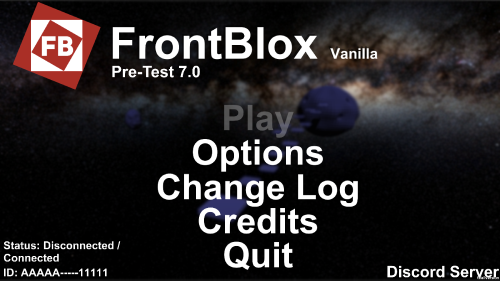 FB
FrontBlox Vanilla
Pre-Test 7.0
Play
Options
Change Log
Credits
Quit
Status: Disconnected /
Connected
ID: AAAAA-----11111
Discord Server